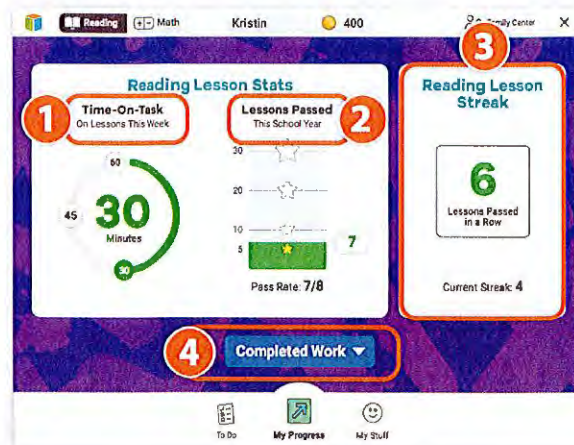 Reading
Math
Kristin
400
Family Center
×
3
Reading Lesson Stats
1
Time-On-Task
On Lessons This Week
60
45
30
Minutes
30
Lessons Passed
This School Year
2
30
20
10
5
7
Pass Rate: 7/8
Reading Lesson
Streak
6
Lessons Passed
in a Row
Current Streak: 4
4
Completed Work
To Do
My Progress
My Stuff